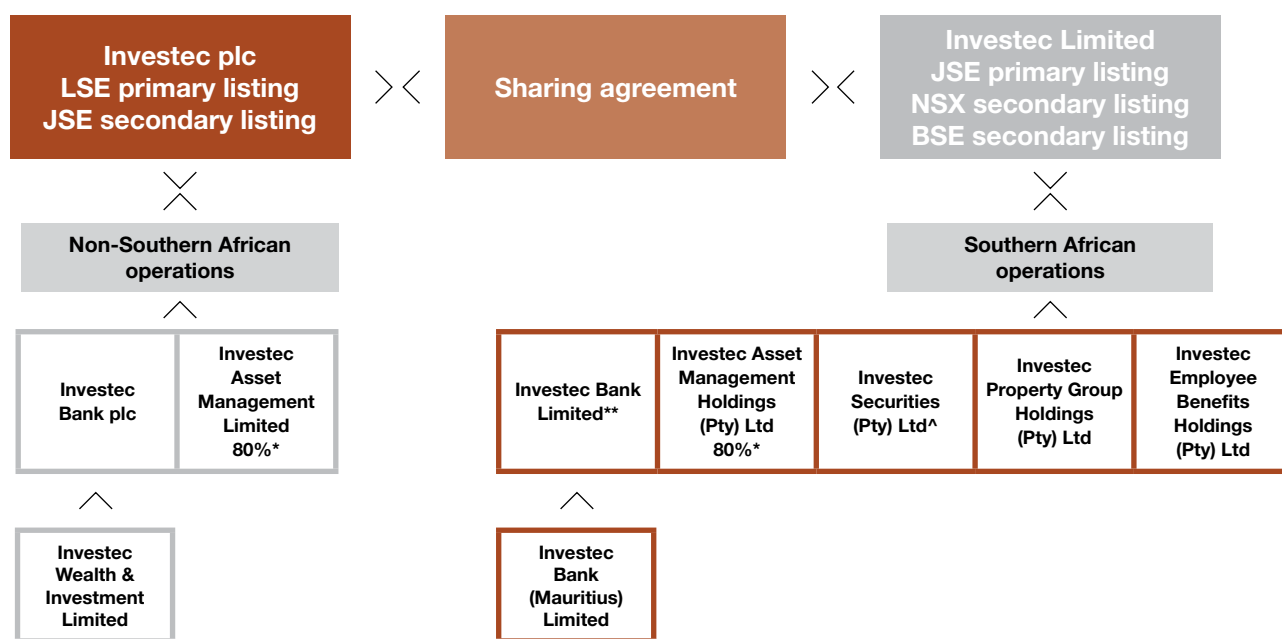 Investec plc
LSE primary listing
JSE secondary listing
Sharing agreement
Investec Limited
JSE primary listing
NSX secondary listing
BSE secondary listing
Non-Southern African
operations
Southern African
operations
Investec
Bank plc
Investec
Asset
Management
Limited
80%*
Investec Bank
Limited**
Investec Asset
Management
Holdings
(Pty) Ltd
80%*
Investec
Securities
(Pty) Ltd^
Investec
Property Group
Holdings
(Pty) Ltd
Investec
Employee
Benefits
Holdings
(Pty) Ltd
Investec
Wealth &
Investment
Limited
Investec
Bank
(Mauritius)
Limited